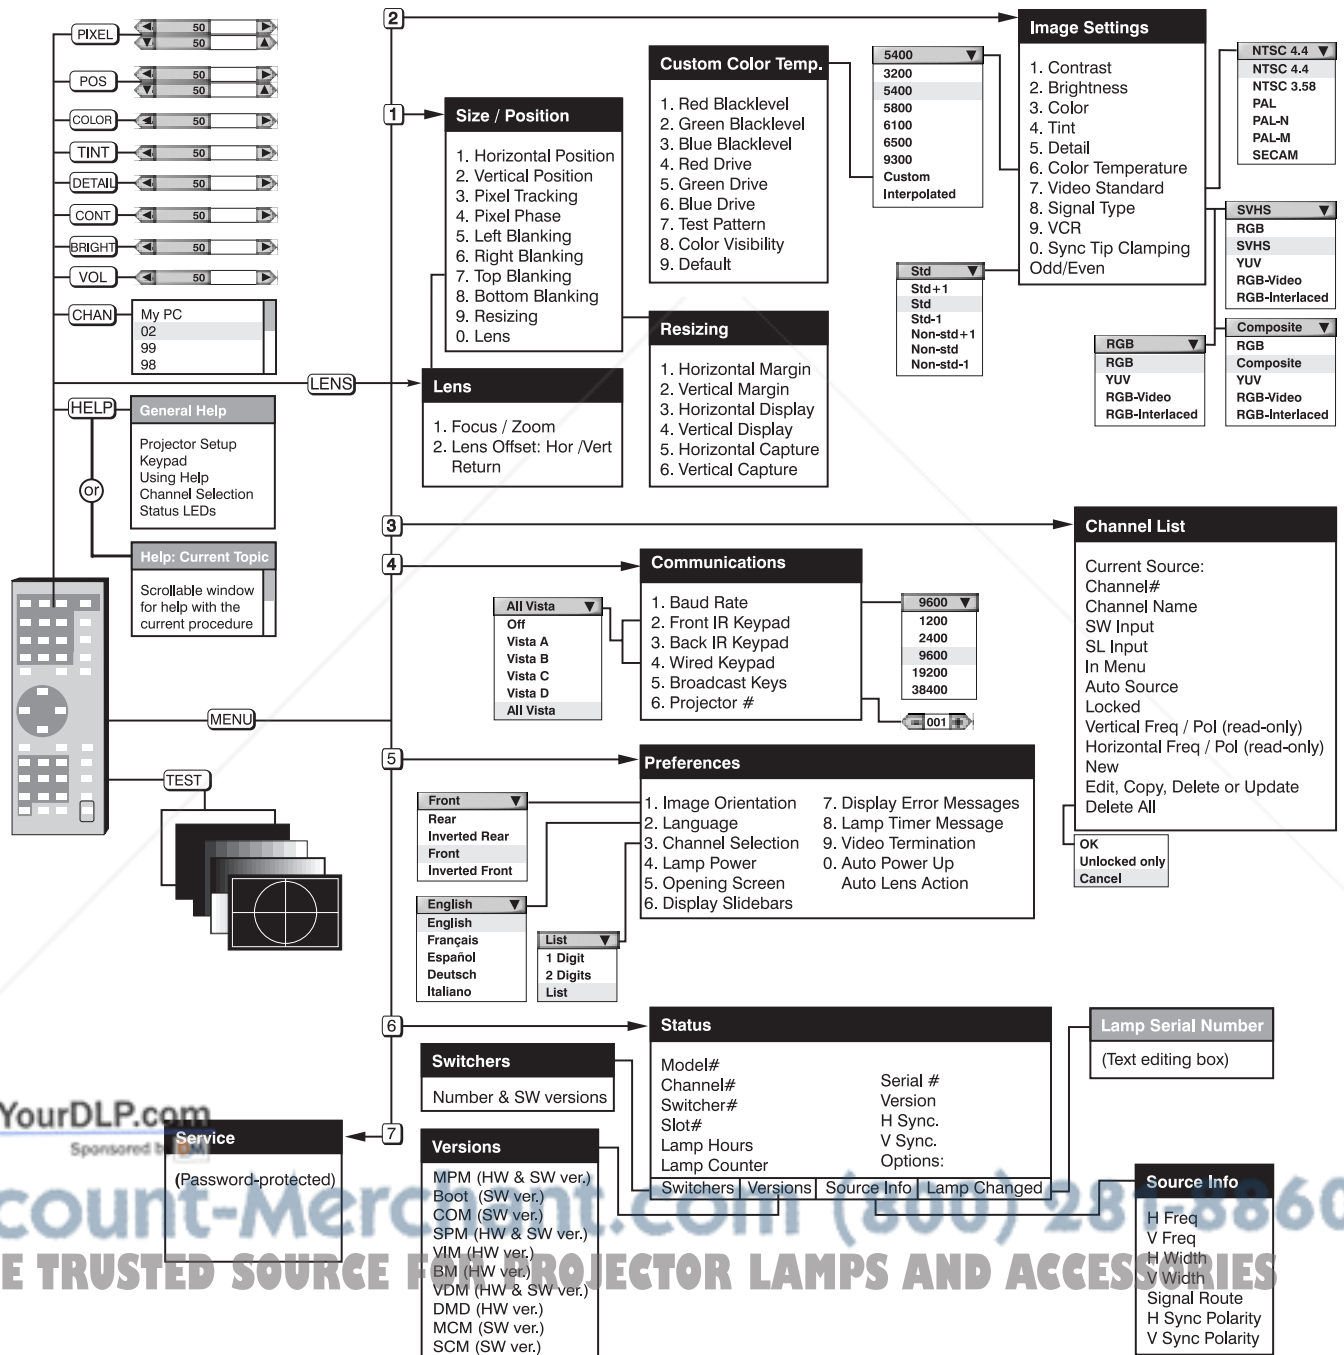 PIXEL
50
50
POS
50
50
COLOR
50
TINT
50
DETAIL
50
CONT
50
BRIGHT
50
VOL
50
CHAN
My PC
02
99
98
LENS
HELP
General Help
Projector Setup
Keypad
Using Help
Channel Selection
Status LEDs
or
Help: Current Topic
Scrollable window
for help with the
current procedure
MENU
TEST
1
Size / Position
1. Horizontal Position
2. Vertical Position
3. Pixel Tracking
4. Pixel Phase
5. Left Blanking
6. Right Blanking
7. Top Blanking
8. Bottom Blanking
9. Resizing
0. Lens
Lens
1. Focus / Zoom
2. Lens Offset: Hor /Vert
Return
Resizing
1. Horizontal Margin
2. Vertical Margin
3. Horizontal Display
4. Vertical Display
5. Horizontal Capture
6. Vertical Capture
2
Custom Color Temp.
1. Red Blacklevel
2. Green Blacklevel
3. Blue Blacklevel
4. Red Drive
5. Green Drive
6. Blue Drive
7. Test Pattern
8. Color Visibility
9. Default
5400
3200
5400
5800
6100
6500
9300
Custom
Interpolated
Image Settings
1. Contrast
2. Brightness
3. Color
4. Tint
5. Detail
6. Color Temperature
7. Video Standard
8. Signal Type
9. VCR
0. Sync Tip Clamping
Odd/Even
NTSC 4.4
NTSC 4.4
NTSC 3.58
PAL
PAL-N
PAL-M
SECAM
Std
Std+1
Std
Std-1
Non-std+1
Non-std
Non-std-1
SVHS
RGB
SVHS
YUV
RGB-Video
RGB-Interlaced
RGB
RGB
YUV
RGB-Video
RGB-Interlaced
Composite
RGB
Composite
YUV
RGB-Video
RGB-Interlaced
3
Channel List
Current Source:
Channel#
Channel Name
SW Input
SL Input
In Menu
Auto Source
Locked
Vertical Freq / Pol (read-only)
Horizontal Freq / Pol (read-only)
New
Edit, Copy, Delete or Update
Delete All
OK
Unlocked only
Cancel
4
Communications
1. Baud Rate
2. Front IR Keypad
3. Back IR Keypad
4. Wired Keypad
5. Broadcast Keys
6. Projector #
All Vista
Off
Vista A
Vista B
Vista C
Vista D
All Vista
9600
1200
2400
9600
19200
38400
001
5
Preferences
1. Image Orientation
2. Language
3. Channel Selection
4. Lamp Power
5. Opening Screen
6. Display Slidebars
7. Display Error Messages
8. Lamp Timer Message
9. Video Termination
0. Auto Power Up
Auto Lens Action
Front
Rear
Inverted Rear
Front
Inverted Front
English
English
Français
Español
Deutsch
Italiano
List
1 Digit
2 Digits
List
6
Status
Model#
Channel#
Switcher#
Slot#
Lamp Hours
Lamp Counter
Serial #
Version
H Sync.
V Sync.
Options:
Switchers Versions Source Info Lamp Changed
Lamp Serial Number
(Text editing box)
Switchers
Number & SW versions
Versions
MPM (HW & SW ver.)
Boot (SW ver.)
COM (SW ver.)
SPM (HW & SW ver.)
VIM (HW ver.)
BM (HW ver.)
VDM (HW & SW ver.)
DMD (HW ver.)
MCM (SW ver.)
SCM (SW ver.)
Source Info
H Freq
V Freq
H Width
V Width
Signal Route
H Sync Polarity
V Sync Polarity
7
Service
(Password-protected)
YourDLP.com
Sponsored by DM
count-Merchant.com (800) 281-8860
E TRUSTED SOURCE FOR PROJECTOR LAMPS AND ACCESSORIES